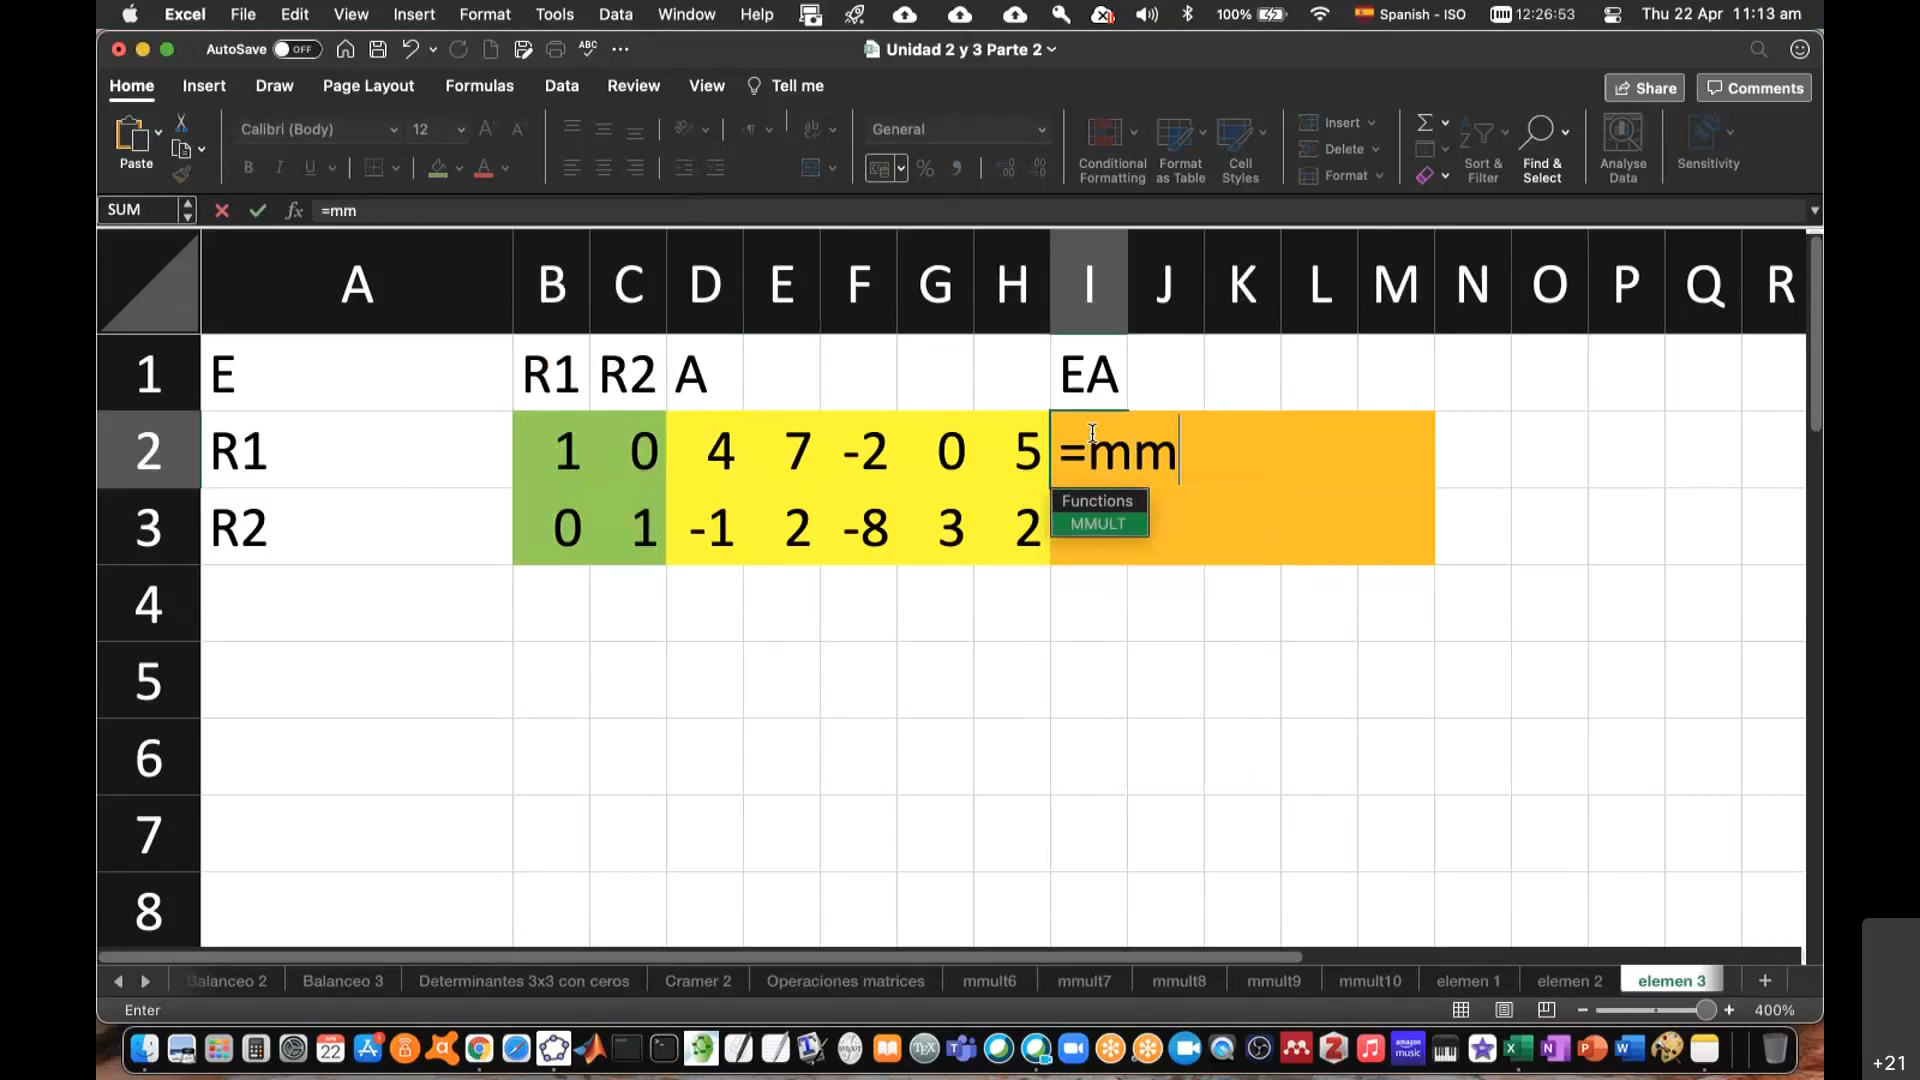 Excel File Edit View Insert Format Tools Data Window Help 100% Spanish - ISO 12:26:53 Thu 22 Apr 11:13 am
AutoSave OFF ABC Unidad 2 y 3 Parte 2
Home Insert Draw Page Layout Formulas Data Review View Tell me Share Comments
Paste Calibri (Body) 12 A A General Insert
B I U A % Delete
Conditional Formatting Format as Table Cell Styles Format Sort & Filter Find & Select Analyse Data Sensitivity
SUM fx =mm
A B C D E F G H I J K L M N O P Q R
1 E R1 R2 A EA
2 R1 1 0 4 7 -2 0 5 =mm
3 R2 0 1 -1 2 -8 3 2
Functions
MMULT
4
5
6
7
8
Balanceo 2 Balanceo 3 Determinantes 3x3 con ceros Cramer 2 Operaciones matrices mmult6 mmult7 mmult8 mmult9 mmult10 elemen 1 elemen 2 elemen 3 +
Enter 400%
22 TeX amazon music
+21